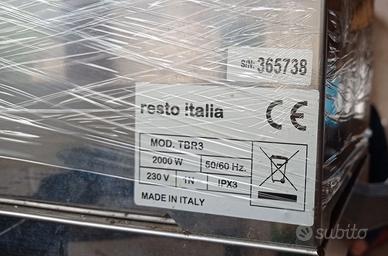 S/N: 365738
resto italia
CE
MOD. TBR3
2000 W 50/60 Hz.
230 V 1N IPX3
MADE IN ITALY
subito